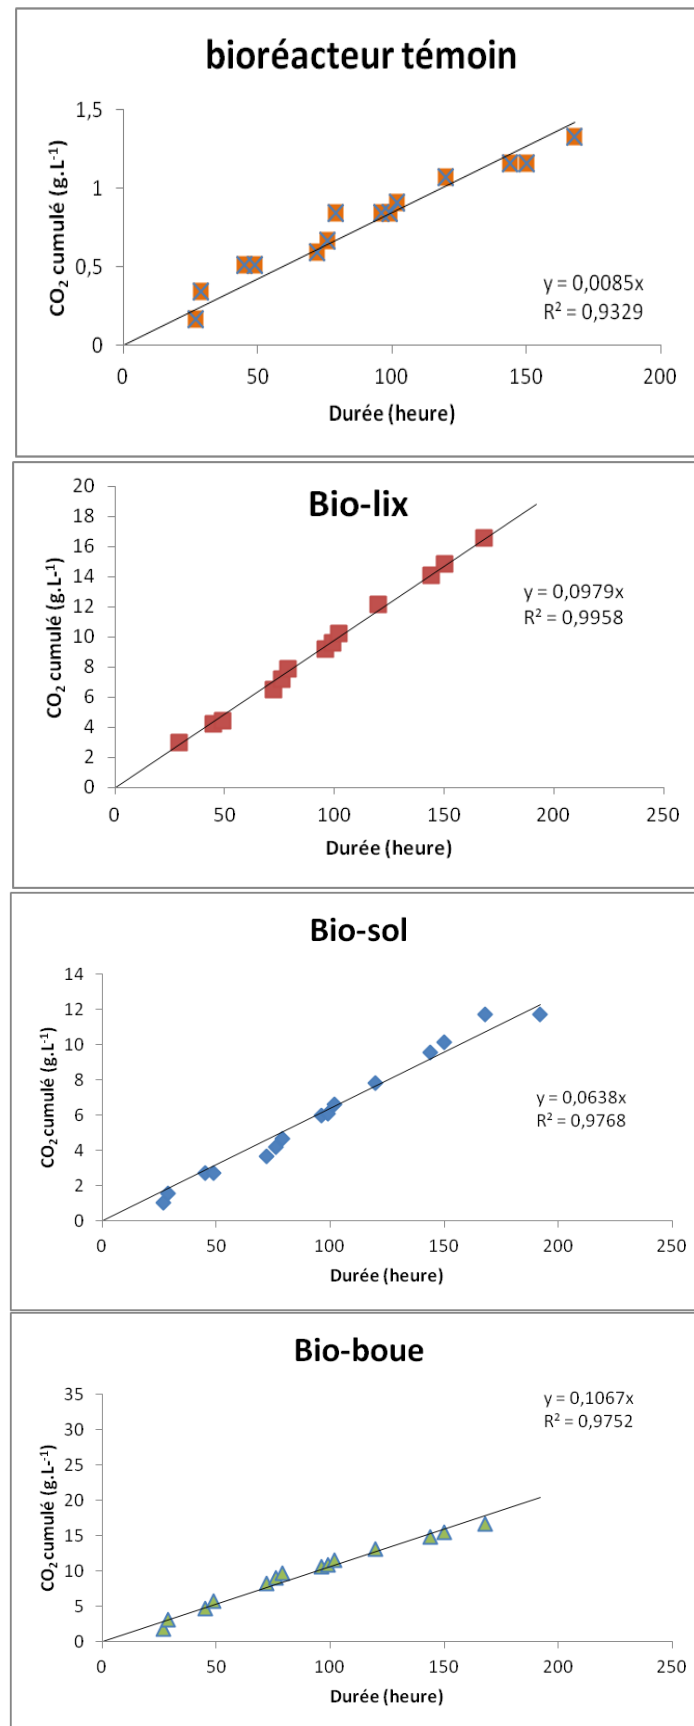 bioréacteur témoin
CO₂ cumulé (g.L⁻¹)
1,5
1
0,5
0
y = 0,0085x
R² = 0,9329
0 50 100 150 200
Durée (heure)
Bio-lix
CO₂ cumulé (g.L⁻¹)
20
18
16
14
12
10
8
6
4
2
0
y = 0,0979x
R² = 0,9958
0 50 100 150 200 250
Durée (heure)
Bio-sol
CO₂ cumulé (g.L⁻¹)
14
12
10
8
6
4
2
0
y = 0,0638x
R² = 0,9768
0 50 100 150 200 250
Durée (heure)
Bio-boue
CO₂ cumulé (g.L⁻¹)
35
30
25
20
15
10
5
0
y = 0,1067x
R² = 0,9752
0 50 100 150 200 250
Durée (heure)